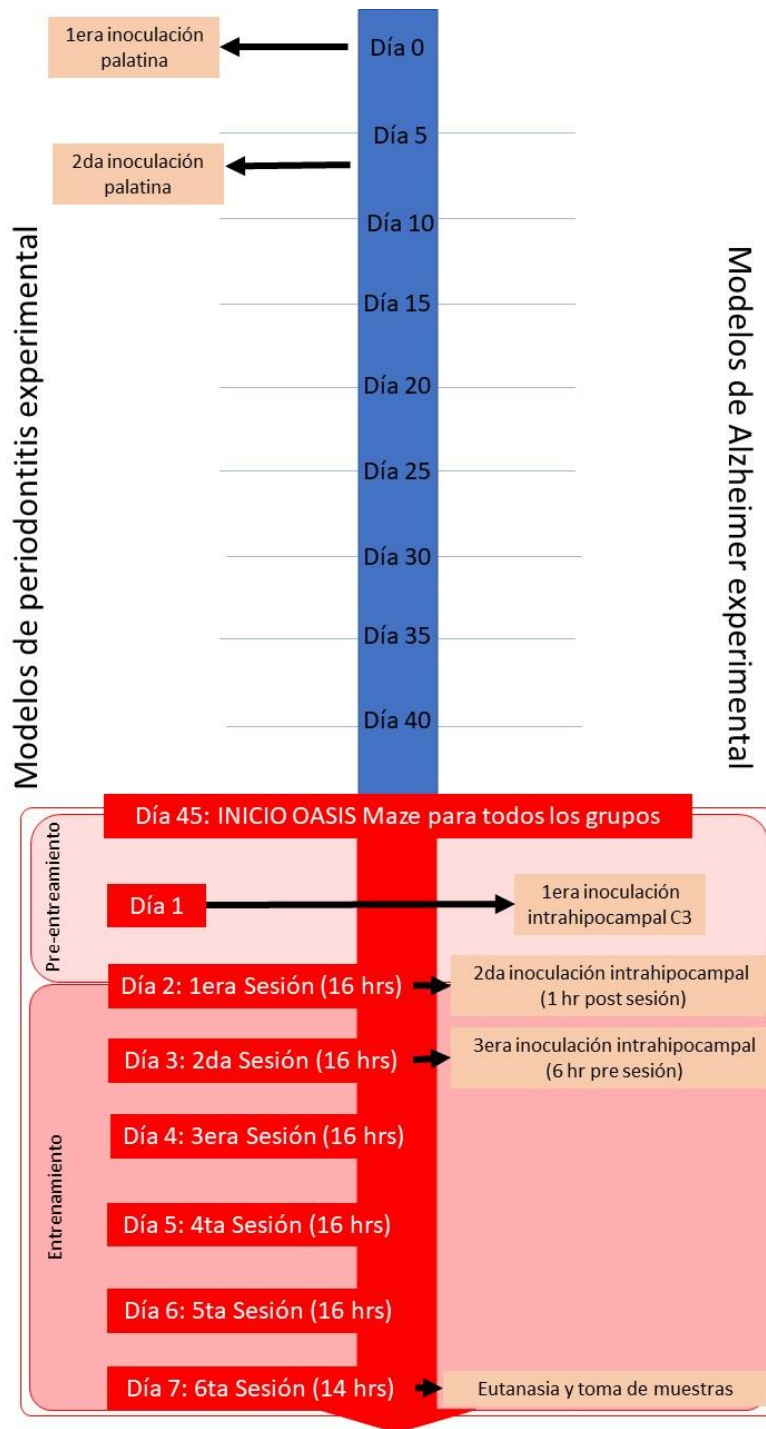 1era inoculación
palatina
Día 0
Día 5
2da inoculación
palatina
Día 10
Día 15
Día 20
Día 25
Día 30
Día 35
Día 40
Modelos de periodontitis experimental
Modelos de Alzheimer experimental
Día 45: INICIO OASIS Maze para todos los grupos
Pre-entreamiento
Día 1
1era inoculación
intrahipocampal C3
Día 2: 1era Sesión (16 hrs)
2da inoculación intrahipocampal
(1 hr post sesión)
Día 3: 2da Sesión (16 hrs)
3era inoculación intrahipocampal
(6 hr pre sesión)
Entrenamiento
Día 4: 3era Sesión (16 hrs)
Día 5: 4ta Sesión (16 hrs)
Día 6: 5ta Sesión (16 hrs)
Día 7: 6ta Sesión (14 hrs)
Eutanasia y toma de muestras